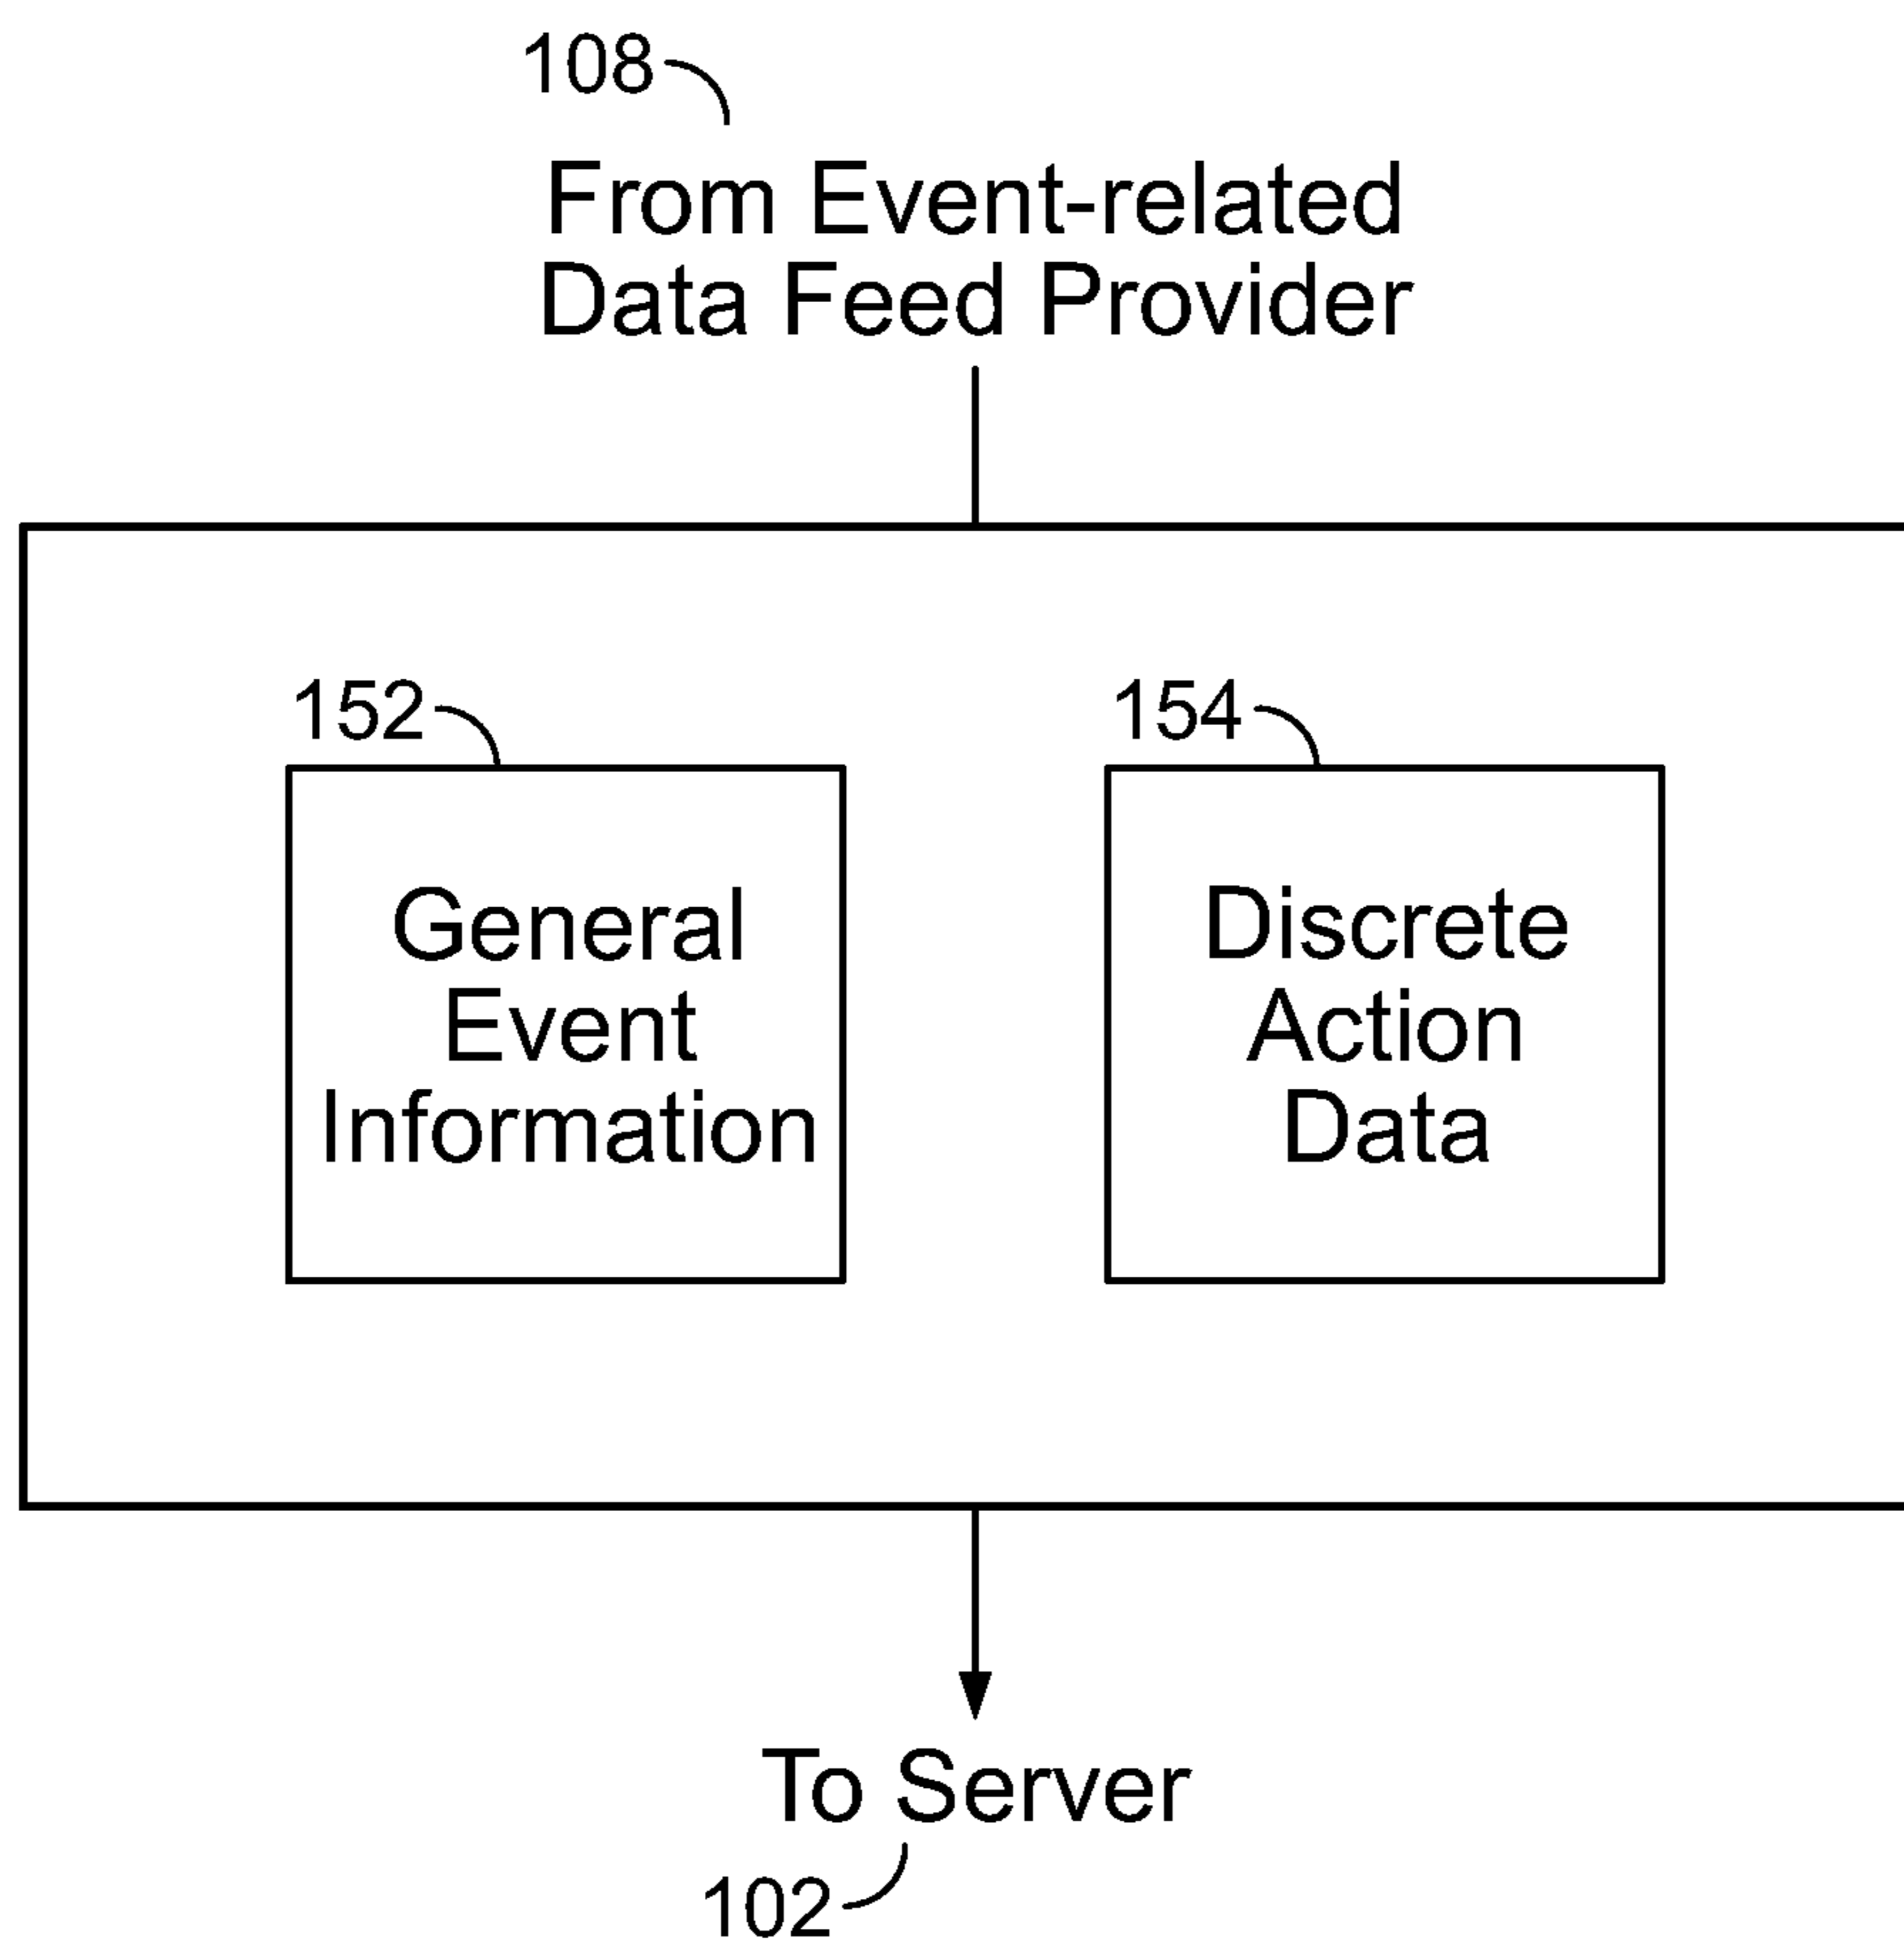 108
From Event-related
Data Feed Provider
152
154
General
Event
Information
Discrete
Action
Data
To Server
102